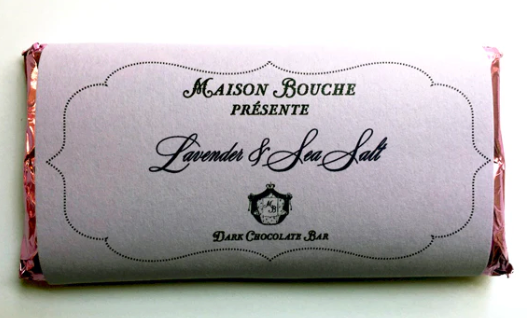 Maison Bouche
Présente
Lavender & Sea Salt
M B
Dark Chocolate Bar